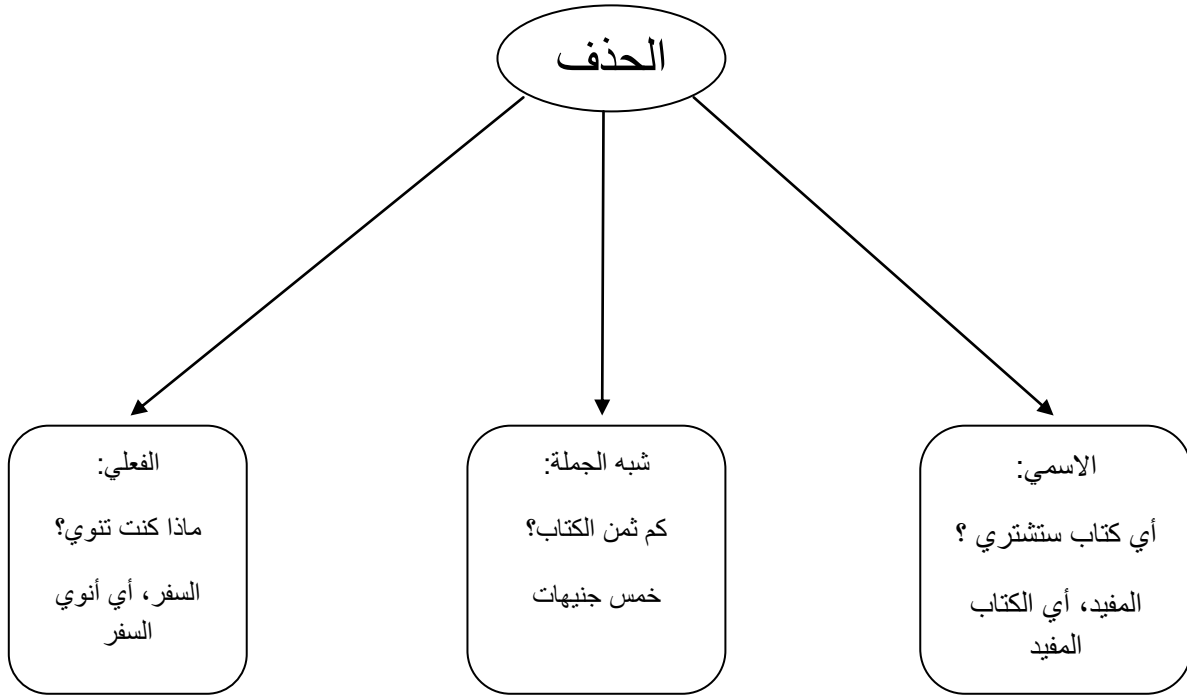 الحذف
الاسمي:
أي كتاب ستشتري ؟
المفيد، أي الكتاب
المفيد
شبه الجملة:
كم ثمن الكتاب؟
خمس جنيهات
الفعلي:
ماذا كنت تنوي؟
السفر، أي أنوي
السفر